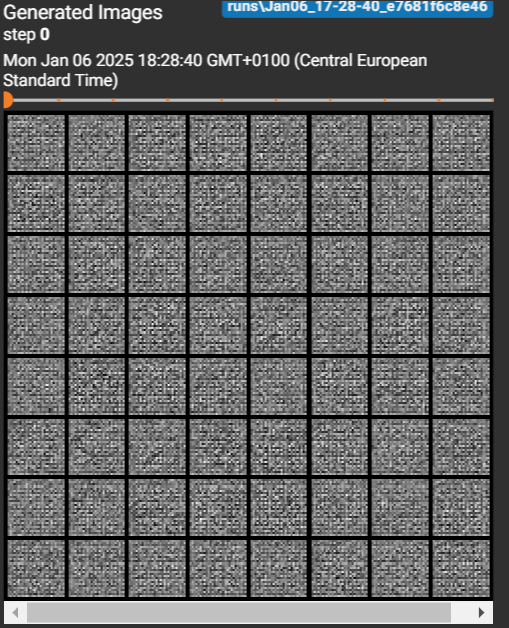 Generated Images
runs\Jan06_17-28-40_e7681f6c8e46
step 0
Mon Jan 06 2025 18:28:40 GMT+0100 (Central European
Standard Time)